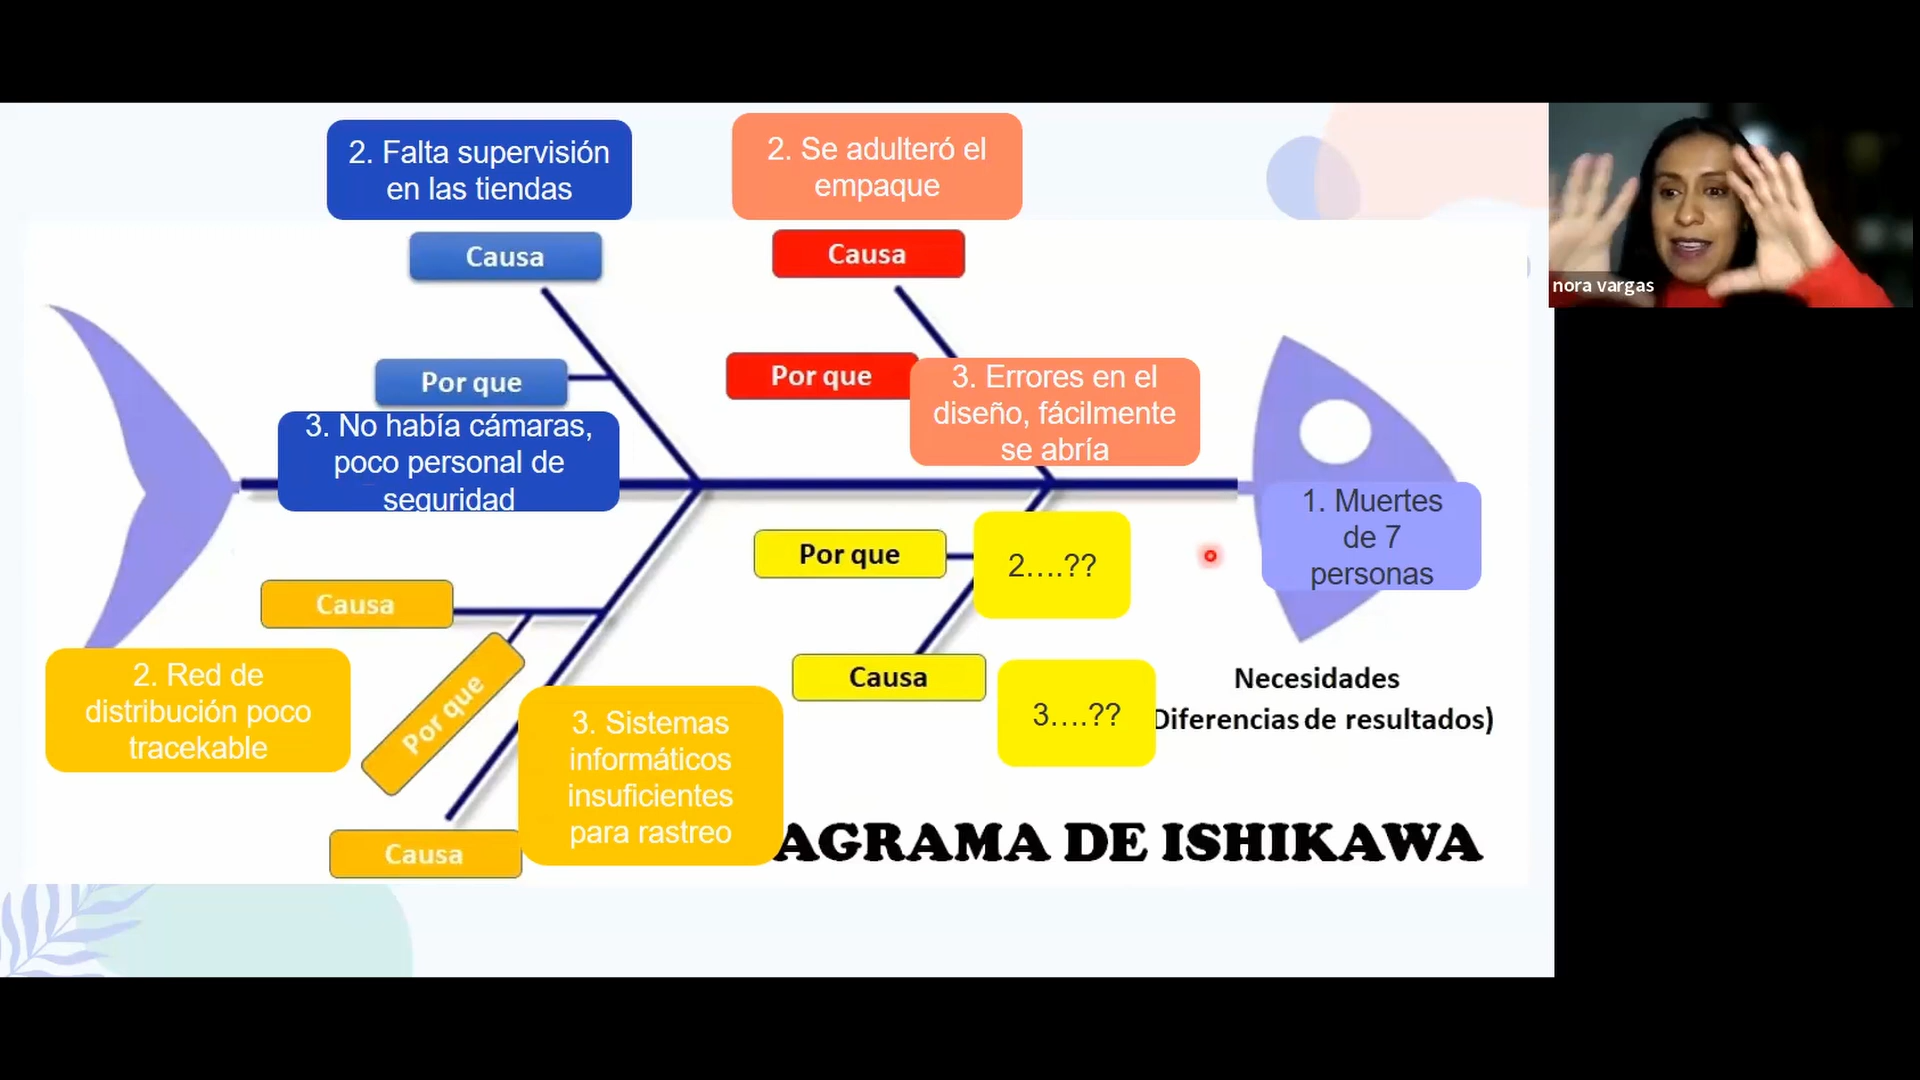 2. Falta supervisión
en las tiendas
2. Se adulteró el
empaque
Causa
Causa
nora vargas
Por que
Por que
3. Errores en el
diseño, fácilmente
se abría
3. No había cámaras,
poco personal de
seguridad
1. Muertes
de 7
personas
Por que
2....??
Causa
2. Red de
distribución poco
tracekable
Por que
3. Sistemas
informáticos
insuficientes
para rastreo
Causa
3....??
Necesidades
Diferencias de resultados)
Causa
AGRAMA DE ISHIKAWA